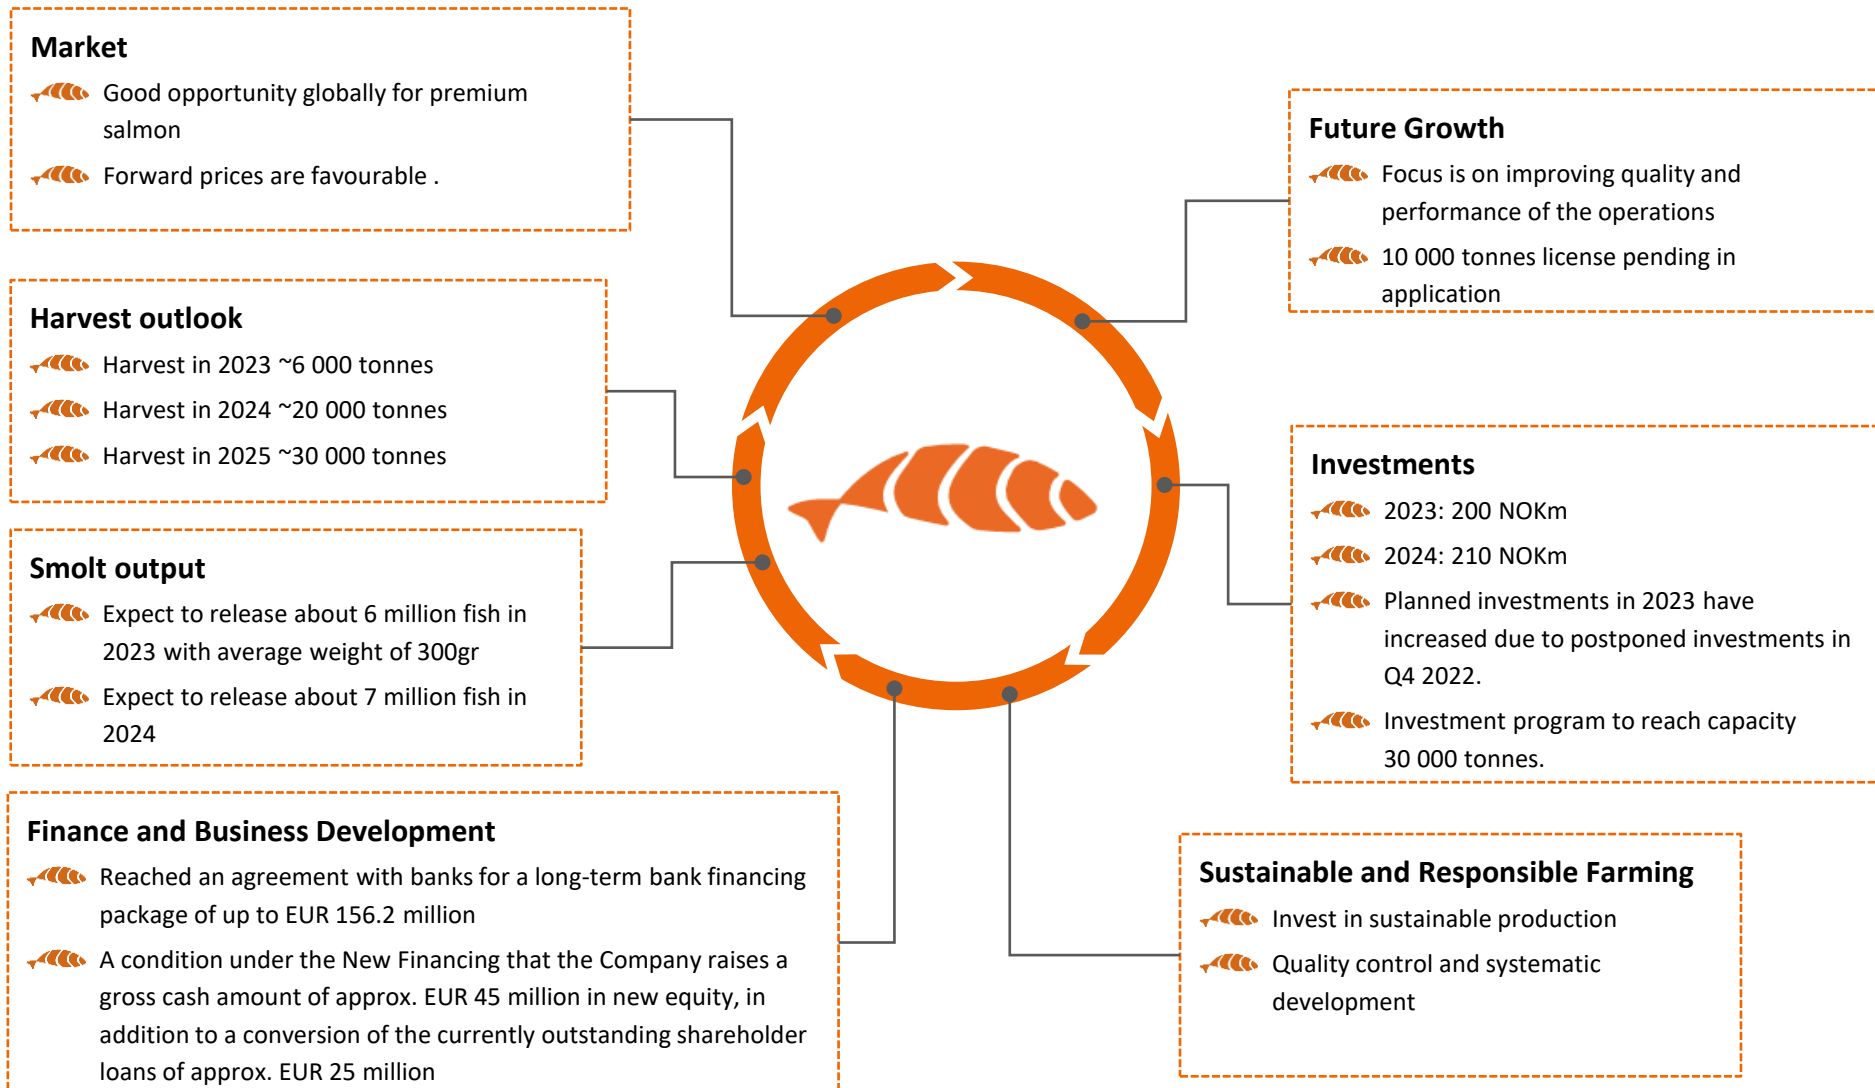 Market
Good opportunity globally for premium
salmon
Forward prices are favourable .
Harvest outlook
Harvest in 2023 ~6 000 tonnes
Harvest in 2024 ~20 000 tonnes
Harvest in 2025 ~30 000 tonnes
Smolt output
Expect to release about 6 million fish in
2023 with average weight of 300gr
Expect to release about 7 million fish in
2024
Finance and Business Development
Reached an agreement with banks for a long-term bank financing
package of up to EUR 156.2 million
A condition under the New Financing that the Company raises a
gross cash amount of approx. EUR 45 million in new equity, in
addition to a conversion of the currently outstanding shareholder
loans of approx. EUR 25 million
Future Growth
Focus is on improving quality and
performance of the operations
10 000 tonnes license pending in
application
Investments
2023: 200 NOKm
2024: 210 NOKm
Planned investments in 2023 have
increased due to postponed investments in
Q4 2022.
Investment program to reach capacity
30 000 tonnes.
Sustainable and Responsible Farming
Invest in sustainable production
Quality control and systematic
development